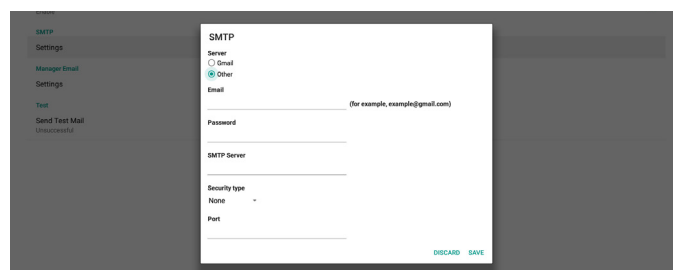 SMTP
Settings
Manager Email
Settings
Test
Send Test Mail
Unsuccessful
SMTP
Server
Gmail
Other
Email
(for example, example@gmail.com)
Password
SMTP Server
Security type
None
Port
DISCARD SAVE